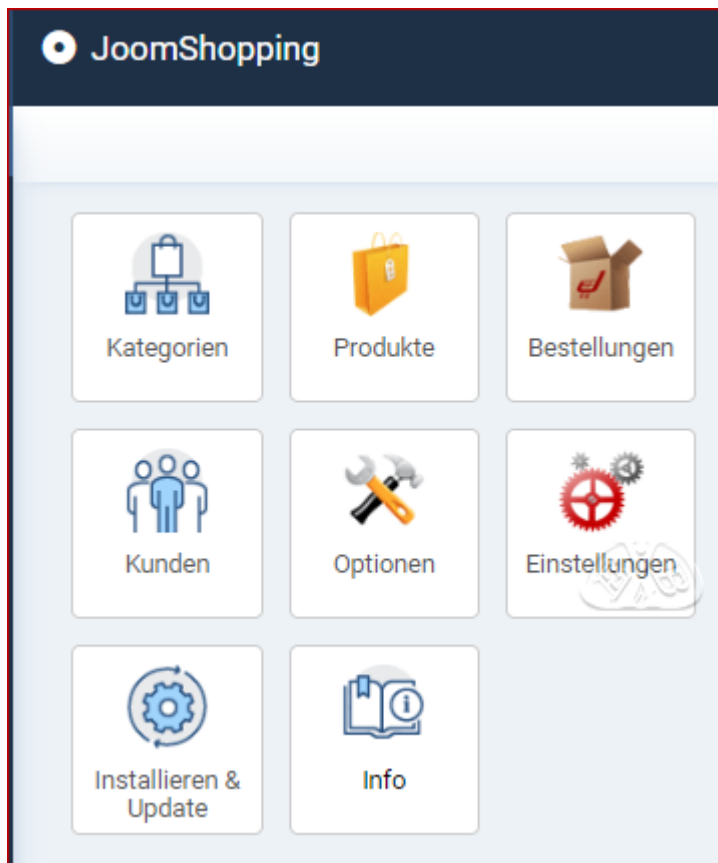 JoomShopping
Kategorien
Produkte
Bestellungen
Kunden
Optionen
Einstellungen
Installieren &
Update
Info